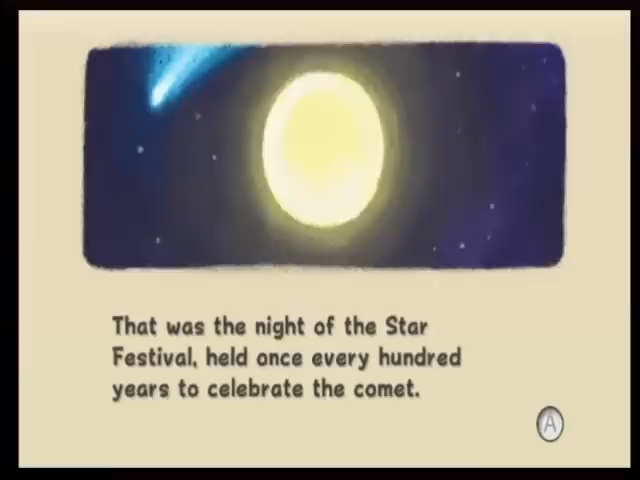 That was the night of the Star
Festival, held once every hundred
years to celebrate the comet.
A